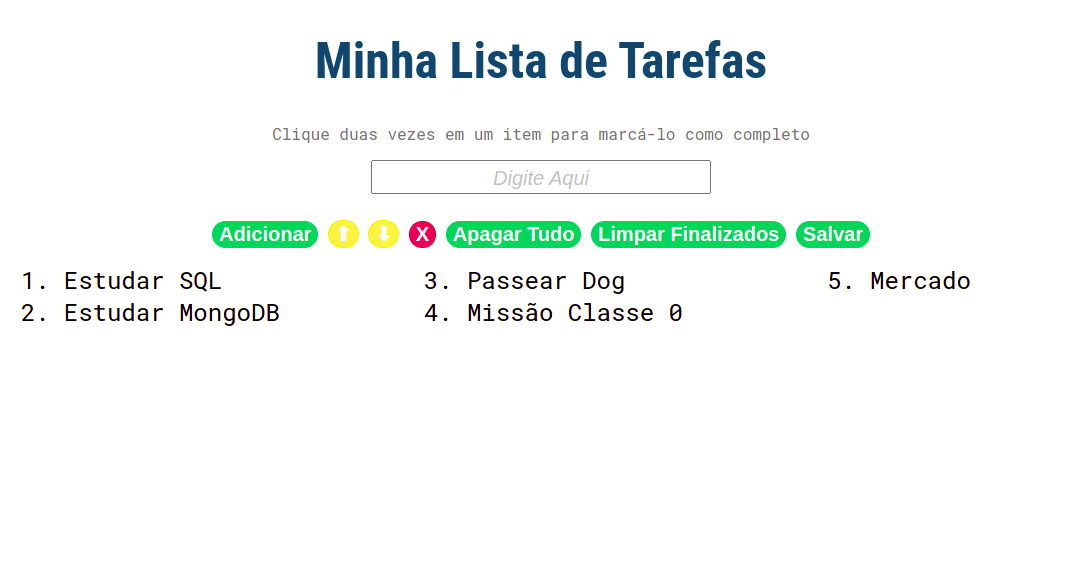 Minha Lista de Tarefas
Clique duas vezes em um item para marcá-lo como completo
Digite Aqui
Adicionar ⬆ ⬇ X Apagar Tudo Limpar Finalizados Salvar
1. Estudar SQL
2. Estudar MongoDB
3. Passear Dog
4. Missão Classe 0
5. Mercado